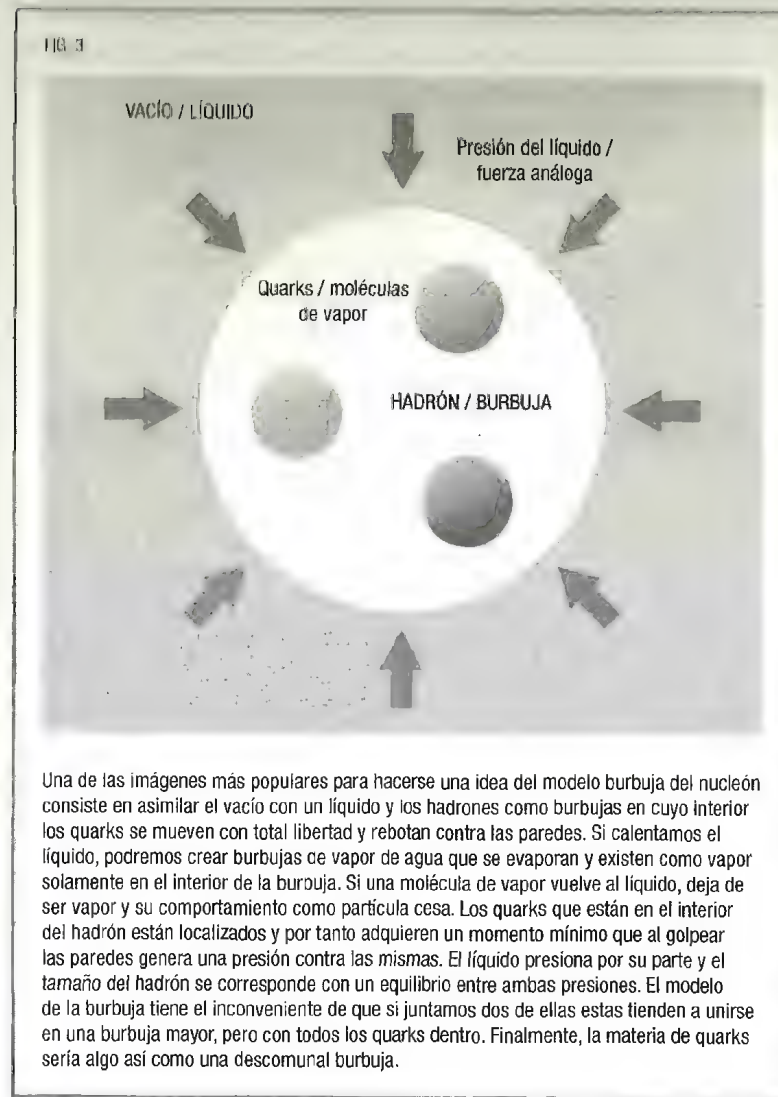 FIG. 3
VACÍO / LÍQUIDO
Presión del líquido /
fuerza análoga
Quarks / moléculas
de vapor
HADRÓN / BURBUJA
Una de las imágenes más populares para hacerse una idea del modelo burbuja del nucleón
consiste en asimilar el vacío con un líquido y los hadrones como burbujas en cuyo interior
los quarks se mueven con total libertad y rebotan contra las paredes. Si calentamos el
líquido, podremos crear burbujas de vapor de agua que se evaporan y existen como vapor
solamente en el interior de la burbuja. Si una molécula de vapor vuelve al líquido, deja de
ser vapor y su comportamiento como partícula cesa. Los quarks que están en el interior
del hadrón están localizados y por tanto adquieren un momento mínimo que al golpear
las paredes genera una presión contra las mismas. El líquido presiona por su parte y el
tamaño del hadrón se corresponde con un equilibrio entre ambas presiones. El modelo
de la burbuja tiene el inconveniente de que si juntamos dos de ellas estas tienden a unirse
en una burbuja mayor, pero con todos los quarks dentro. Finalmente, la materia de quarks
sería algo así como una descomunal burbuja.